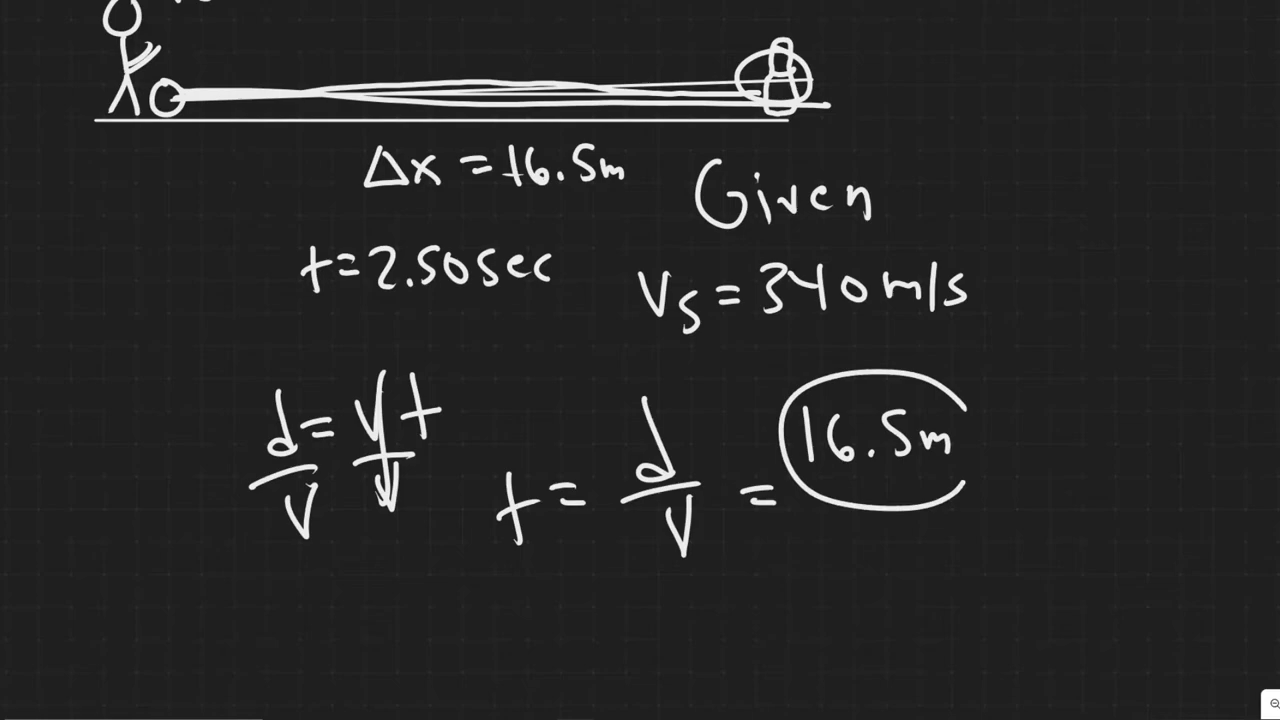 Δx = 16.5m
Given
t = 2.50sec
Vs = 340 m/s
d/V = Vt/V
t = d/V = 16.5m